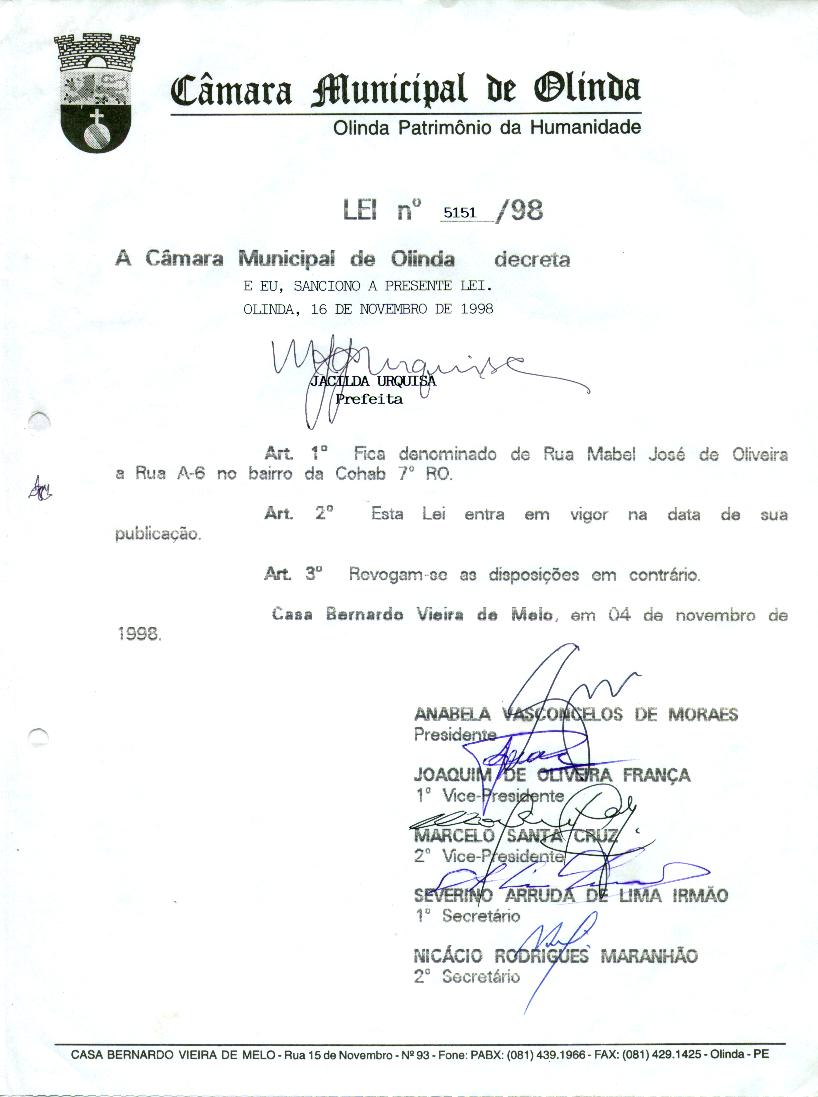 Câmara Municipal de Olinda
Olinda Patrimônio da Humanidade
LEI nº 5151 /98
A Câmara Municipal de Olinda decreta
E EU, SANCIONO A PRESENTE LEI.
OLINDA, 16 DE NOVEMBRO DE 1998
JACILDA URQUISA
Prefeita
Art. 1º Fica denominado de Rua Mabel José de Oliveira
a Rua A-6 no bairro da Cohab 7º RO.
Art. 2º Esta Lei entra em vigor na data de sua
publicação.
Art. 3º Revogam-se as disposições em contrário.
Casa Bernardo Vieira de Melo, em 04 de novembro de
1998.
ANABELA VASCONCELOS DE MORAES
Presidente
JOAQUIM DE OLIVEIRA FRANÇA
1º Vice-Presidente
MARCELO SANTA CRUZ
2º Vice-Presidente
SEVERINO ARRUDA DE LIMA IRMÃO
1º Secretário
NICÁCIO RODRIGUES MARANHÃO
2º Secretário
CASA BERNARDO VIEIRA DE MELO - Rua 15 de Novembro - Nº 93 - Fone: PABX: (081) 439.1966 - FAX: (081) 429.1425 - Olinda - PE